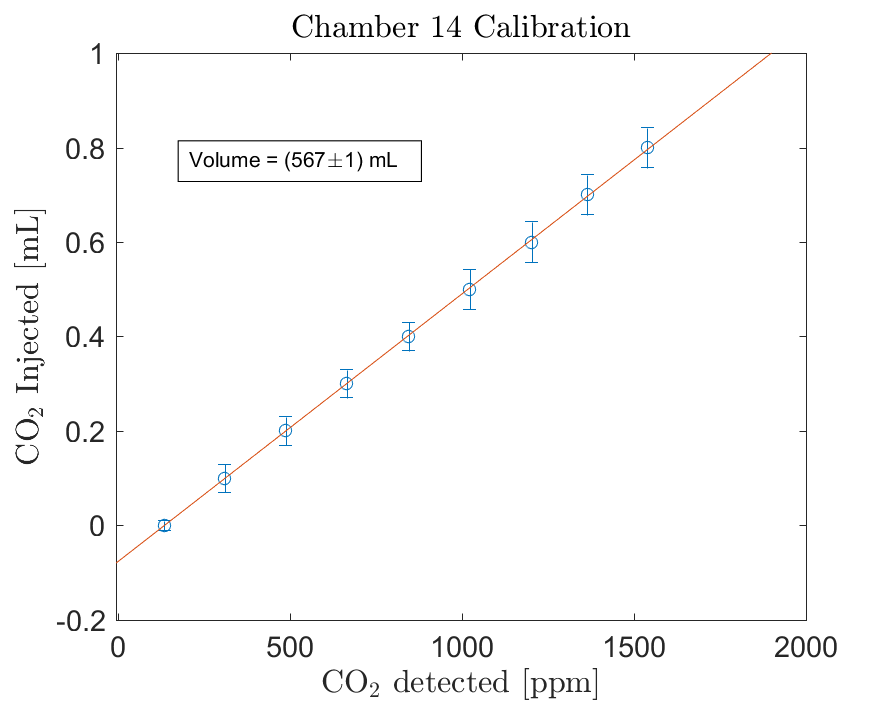 Chamber 14 Calibration
1
0.8
0.6
0.4
0.2
0
-0.2
Volume = (567±1) mL
CO₂ Injected [mL]
0 500 1000 1500 2000
CO₂ detected [ppm]